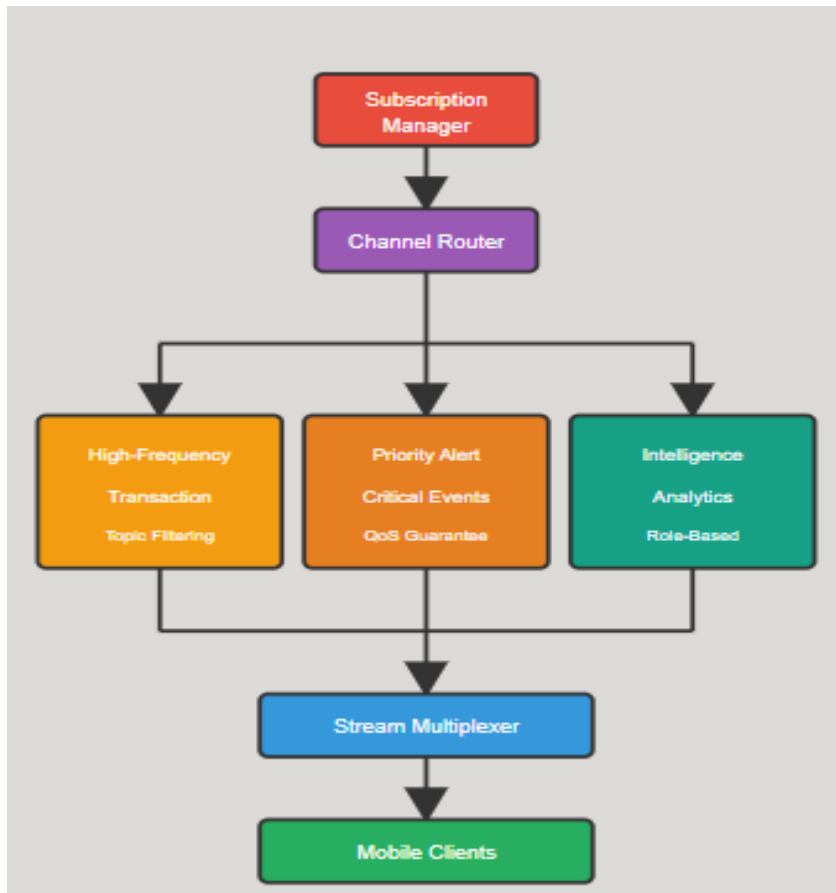 Subscription
Manager
Channel Router
High-Frequency
Transaction
Topic Filtering
Priority Alert
Critical Events
QoS Guarantee
Intelligence
Analytics
Role-Based
Stream Multiplexer
Mobile Clients